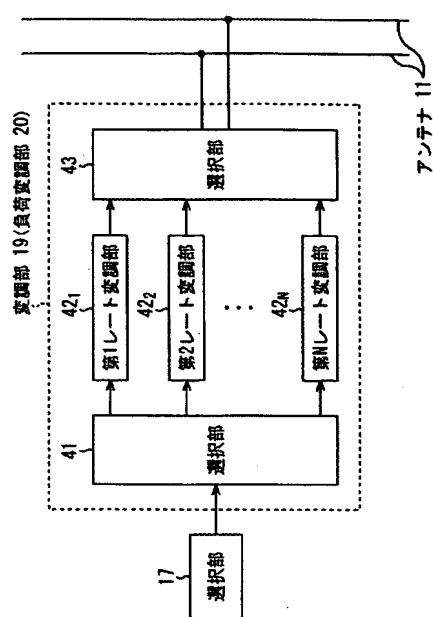 変調部 19(負荷変調部 20)
17
選択部
41
選択部
42₁
第1レート変調部
42₂
第2レート変調部
...
42N
第Nレート変調部
43
選択部
アンテナ 11